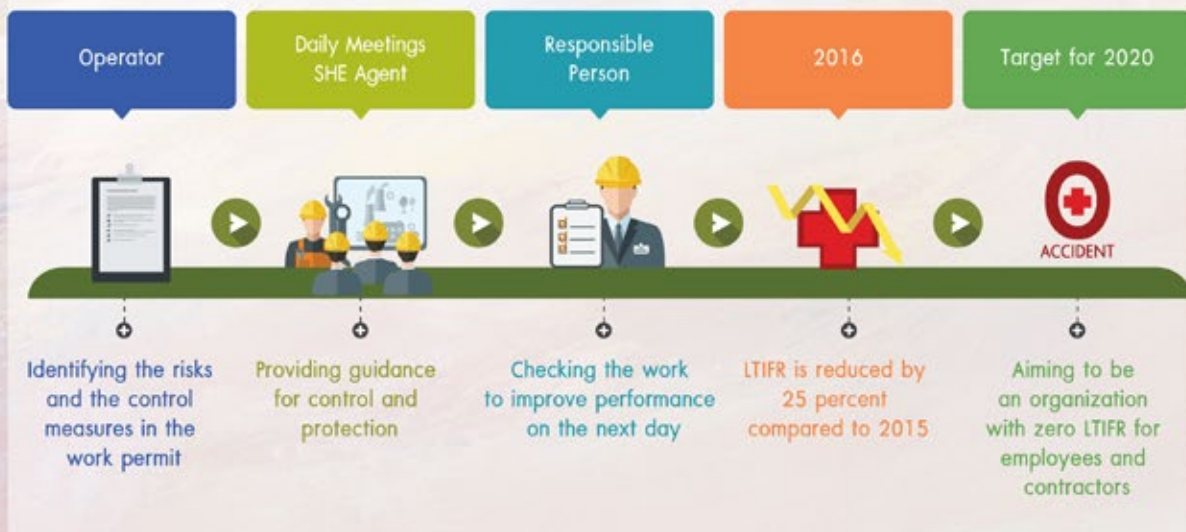 Operator
Daily Meetings
SHE Agent
Responsible
Person
2016
Target for 2020
ACCIDENT
Identifying the risks
and the control
measures in the
work permit
Providing guidance
for control and
protection
Checking the work
to improve performance
on the next day
LTIFR is reduced by
25 percent
compared to 2015
Aiming to be
an organization
with zero LTIFR for
employees and
contractors